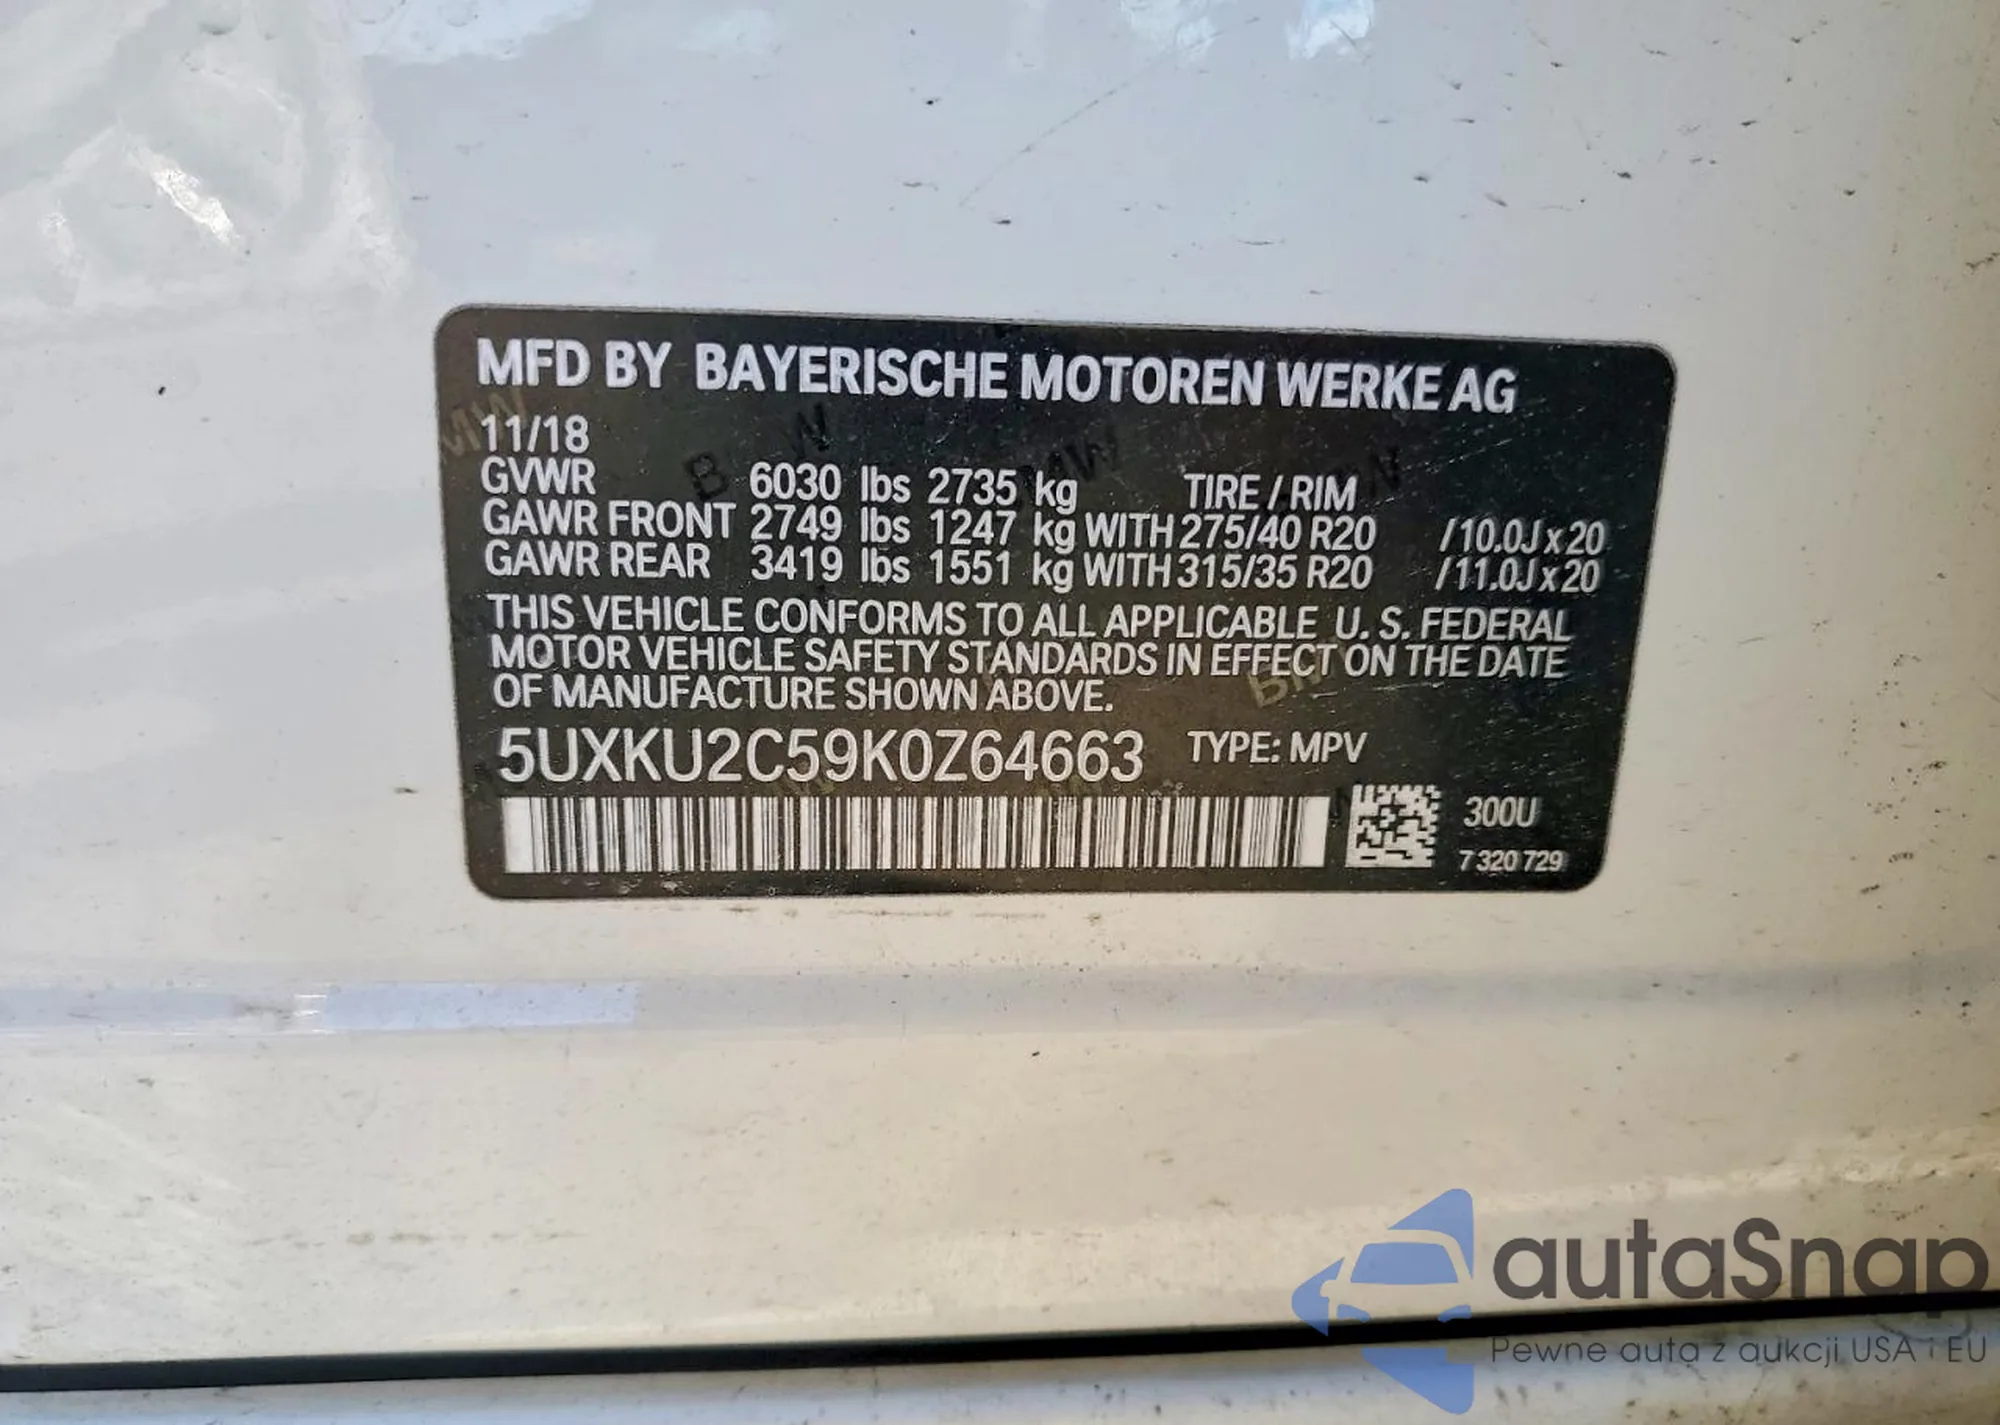 MFD BY BAYERISCHE MOTOREN WERKE AG
11/18
GVWR 6030 lbs 2735 kg TIRE / RIM
GAWR FRONT 2749 lbs 1247 kg WITH 275/40 R20 /10.0J x 20
GAWR REAR 3419 lbs 1551 kg WITH 315/35 R20 /11.0J x 20
THIS VEHICLE CONFORMS TO ALL APPLICABLE U. S. FEDERAL
MOTOR VEHICLE SAFETY STANDARDS IN EFFECT ON THE DATE
OF MANUFACTURE SHOWN ABOVE.
5UXKU2C59K0Z64663 TYPE: MPV
300U
7 320 729
autaSnap
Pewne auta z aukcji USA i EU